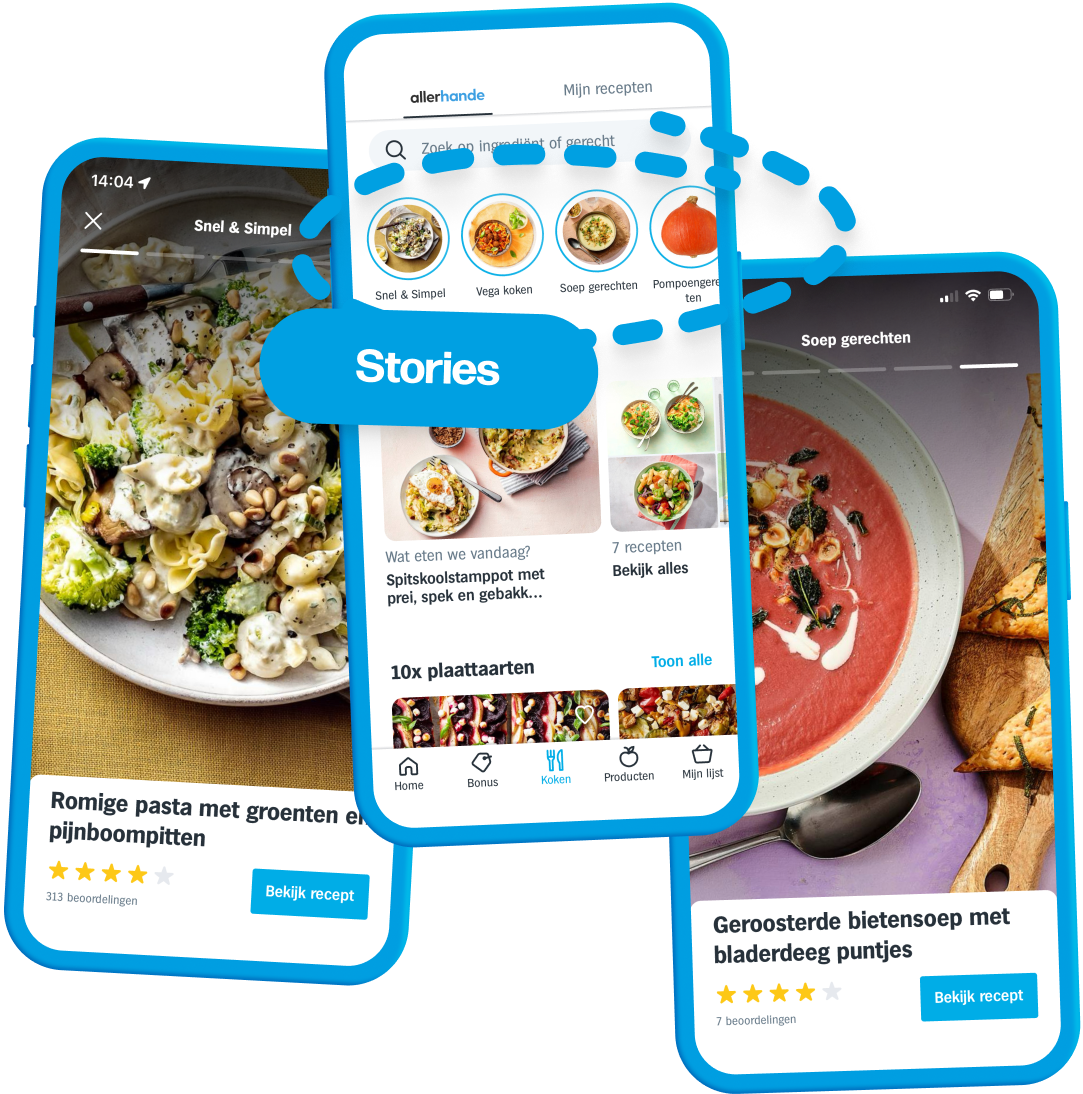 14:04
Snel & Simpel
Romige pasta met groenten en
pijnboompitten
313 beoordelingen
Bekijk recept
allerhande
Mijn recepten
Zoek op ingrediënt of gerecht
Snel & Simpel
Vega koken
Soep gerechten
Pompoengere
ten
Stories
Wat eten we vandaag?
Spitskoolstamppot met
prei, spek en gebakk...
7 recepten
Bekijk alles
10x plaattaarten
Toon alle
Home
Bonus
Koken
Producten
Mijn lijst
Soep gerechten
Geroosterde bietensoep met
bladerdeeg puntjes
7 beoordelingen
Bekijk recept